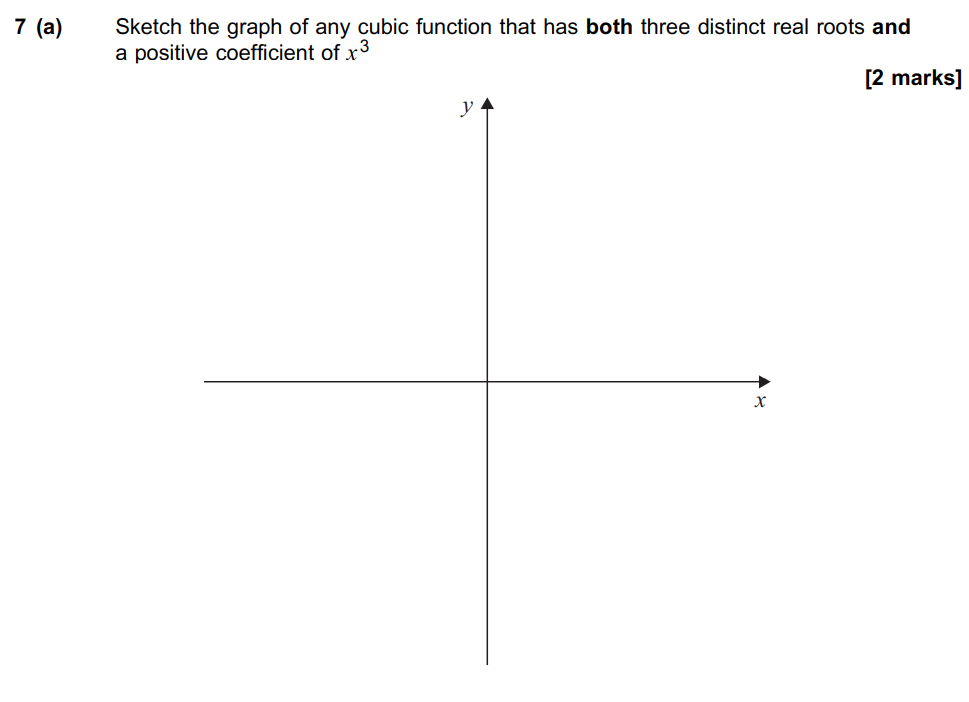 7 (a) Sketch the graph of any cubic function that has both three distinct real roots and
a positive coefficient of x³
[2 marks]
y
x